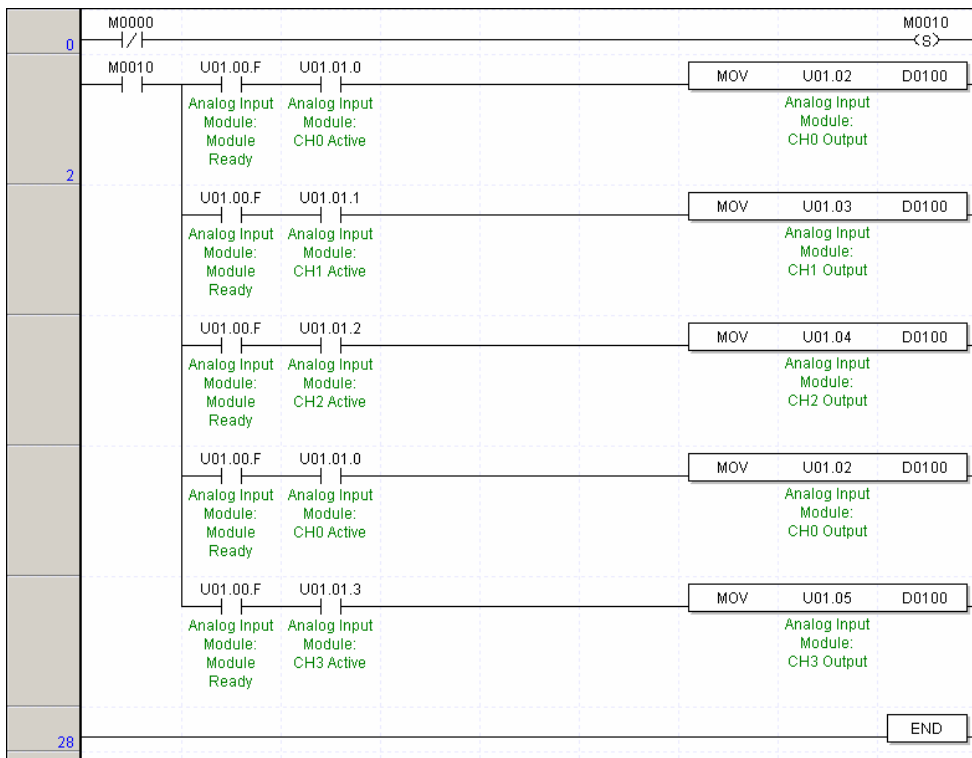 M0000 M0010
0 S
M0010 U01.00.F U01.01.0 MOV U01.02 D0100
Analog Input Analog Input Analog Input
Module: Module: Module:
Module CH0 Active CH0 Output
Ready
2
U01.00.F U01.01.1 MOV U01.03 D0100
Analog Input Analog Input Analog Input
Module: Module: Module:
Module CH1 Active CH1 Output
Ready
U01.00.F U01.01.2 MOV U01.04 D0100
Analog Input Analog Input Analog Input
Module: Module: Module:
Module CH2 Active CH2 Output
Ready
U01.00.F U01.01.0 MOV U01.02 D0100
Analog Input Analog Input Analog Input
Module: Module: Module:
Module CH0 Active CH0 Output
Ready
U01.00.F U01.01.3 MOV U01.05 D0100
Analog Input Analog Input Analog Input
Module: Module: Module:
Module CH3 Active CH3 Output
Ready
END
28